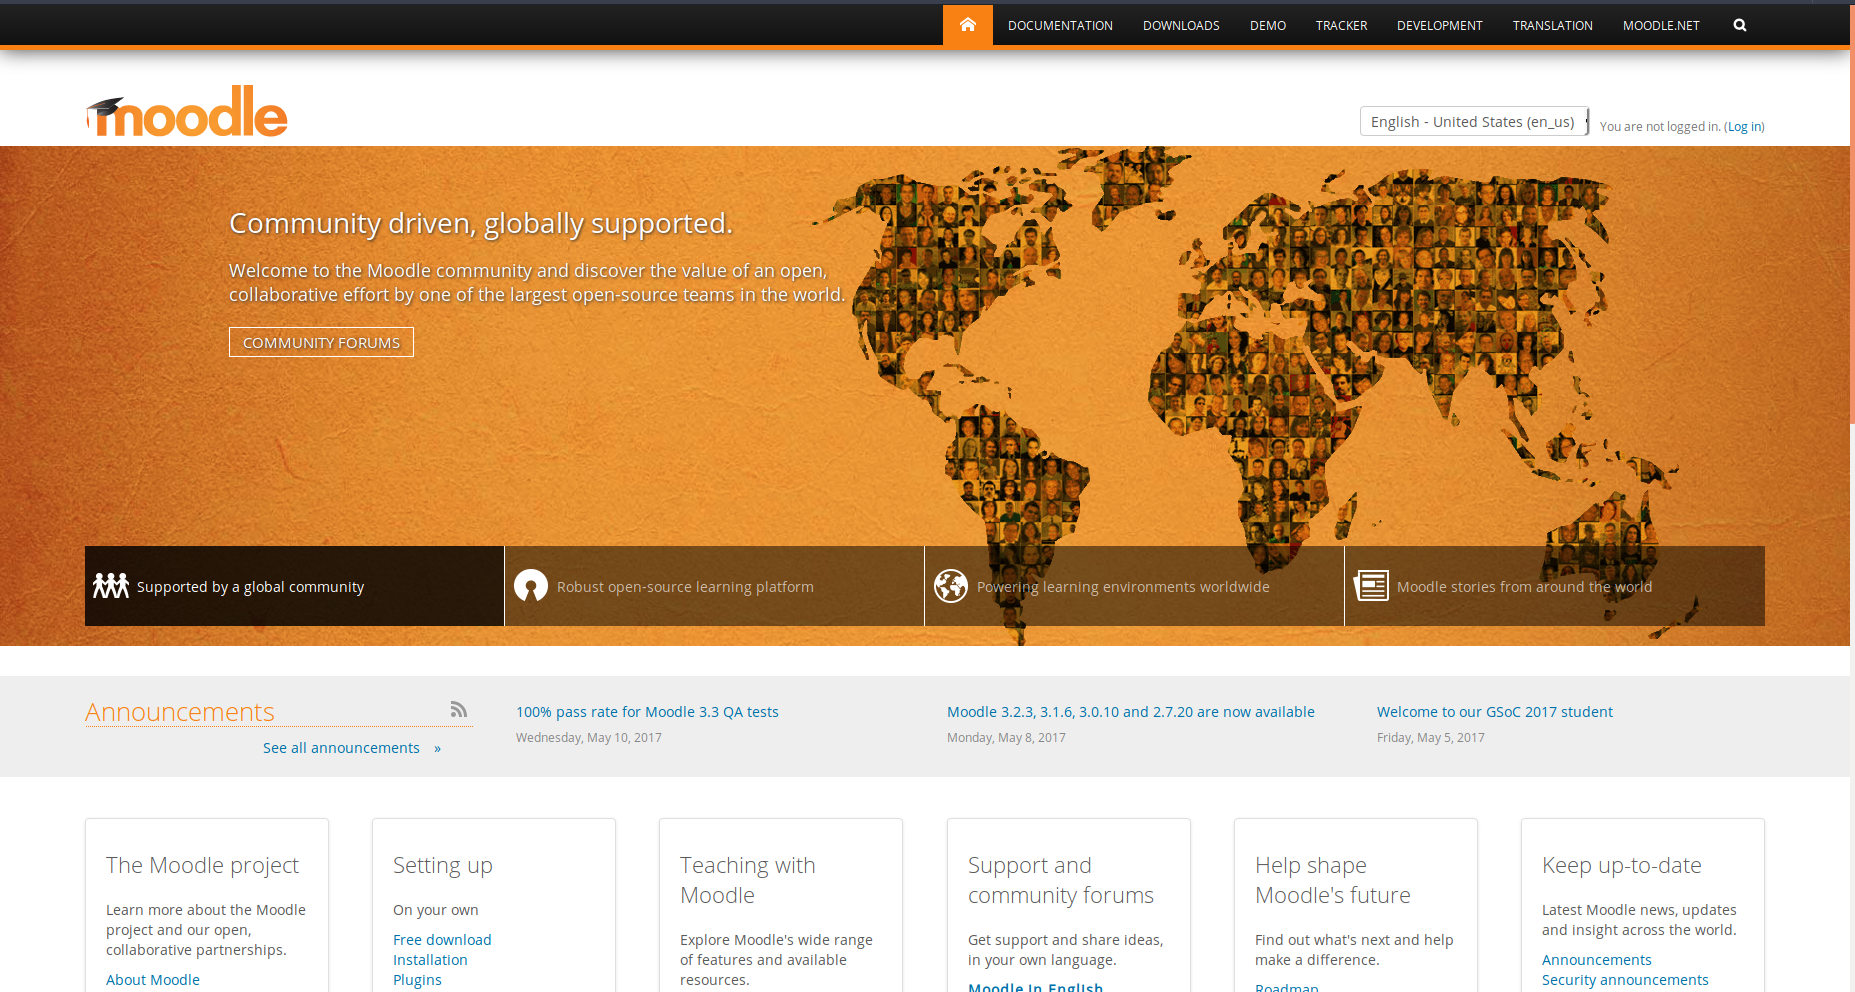 DOCUMENTATION DOWNLOADS DEMO TRACKER DEVELOPMENT TRANSLATION MOODLE.NET
moodle
English - United States (en_us)
You are not logged in. (Log in)
Community driven, globally supported.
Welcome to the Moodle community and discover the value of an open,
collaborative effort by one of the largest open-source teams in the world.
COMMUNITY FORUMS
Supported by a global community
Robust open-source learning platform
Powering learning environments worldwide
Moodle stories from around the world
Announcements
See all announcements »
100% pass rate for Moodle 3.3 QA tests
Wednesday, May 10, 2017
Moodle 3.2.3, 3.1.6, 3.0.10 and 2.7.20 are now available
Monday, May 8, 2017
Welcome to our GSoC 2017 student
Friday, May 5, 2017
The Moodle project
Learn more about the Moodle
project and our open,
collaborative partnerships.
About Moodle
Setting up
On your own
Free download
Installation
Plugins
Teaching with
Moodle
Explore Moodle's wide range
of features and available
resources.
Support and
community forums
Get support and share ideas,
in your own language.
Moodle in English
Help shape
Moodle's future
Find out what's next and help
make a difference.
Roadmap
Keep up-to-date
Latest Moodle news, updates
and insight across the world.
Announcements
Security announcements